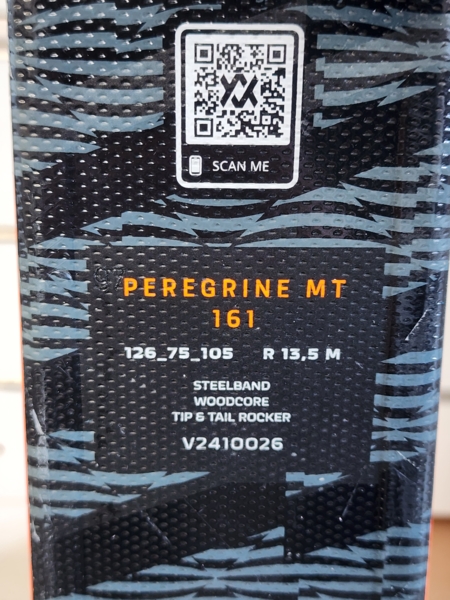 SCAN ME
PEREGRINE MT
161
126_75_105 R 13,5 M
STEELBAND
WOODCORE
TIP & TAIL ROCKER
V2410026